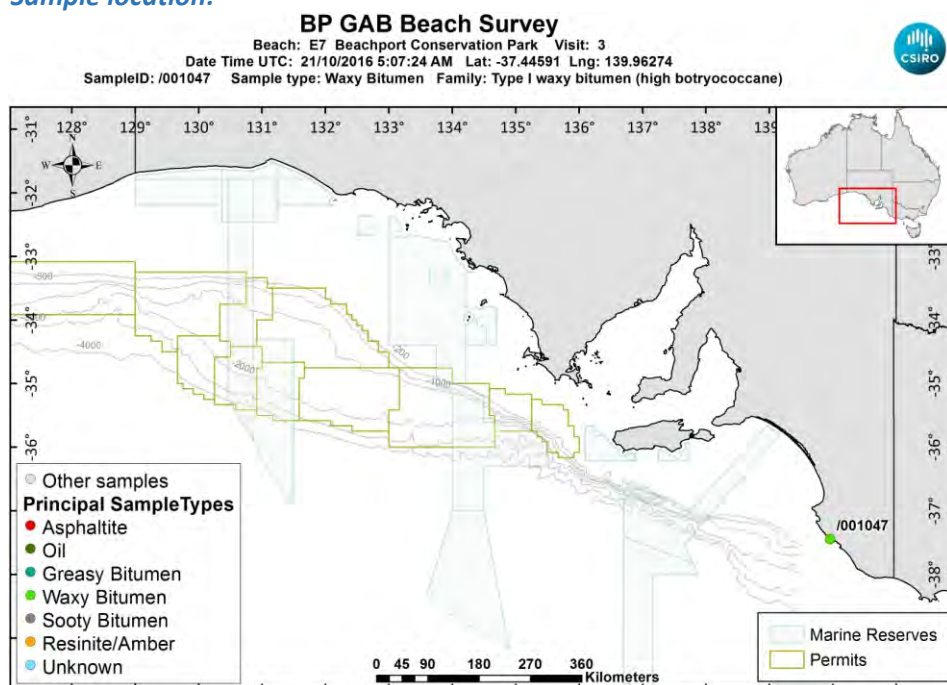 Sample location:
BP GAB Beach Survey
Beach: E7 Beachport Conservation Park Visit: 3
Date Time UTC: 21/10/2016 5:07:24 AM Lat: -37.44591 Lng: 139.96274
SampleID: /001047 Sample type: Waxy Bitumen Family: Type I waxy bitumen (high botryococcane)
CSIRO
128° 129° 130° 131° 132° 133° 134° 135° 136° 137° 138° 139
-31°
-32°
-33°
-34°
-35°
-36°
-37°
-38°
N
W E
S
-4000
-2000
-200
-1000
-33°
-34°
-35°
-36°
-37°
-38°
/001047
Other samples
Principal SampleTypes
Asphaltite
Oil
Greasy Bitumen
Waxy Bitumen
Sooty Bitumen
Resinite/Amber
Unknown
0 45 90 180 270 360
Kilometers
Marine Reserves
Permits